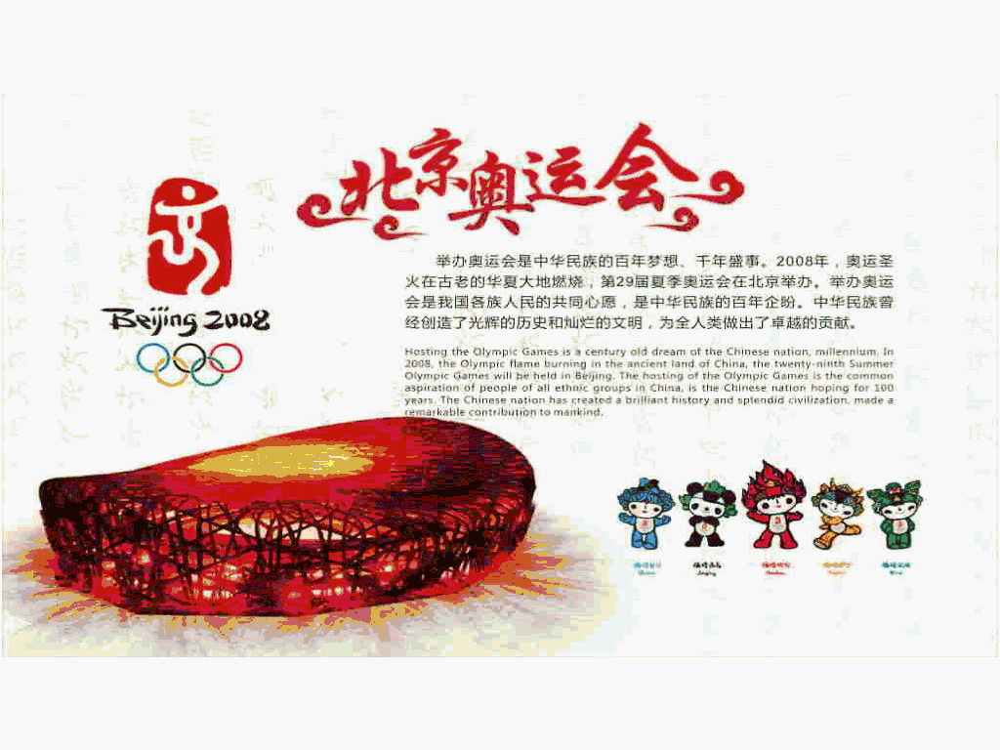 北京奥运会
Beijing 2008
举办奥运会是中华民族的百年梦想、千年盛事。2008年，奥运圣
火在古老的华夏大地燃烧，第29届夏季奥运会在北京举办。举办奥运
会是我国各族人民的共同心愿，是中华民族的百年企盼。中华民族曾
经创造了光辉的历史和灿烂的文明，为全人类做出了卓越的贡献。
Hosting the Olympic Games is a century old dream of the Chinese nation, millennium. In
2008, the Olympic flame burning in the ancient land of China, the twenty-ninth Summer
Olympic Games will be held in Beijing. The hosting of the Olympic Games is the common
aspiration of people of all ethnic groups in China, is the Chinese nation hoping for 100
years. The Chinese nation has created a brilliant history and splendid civilization, made a
remarkable contribution to mankind.